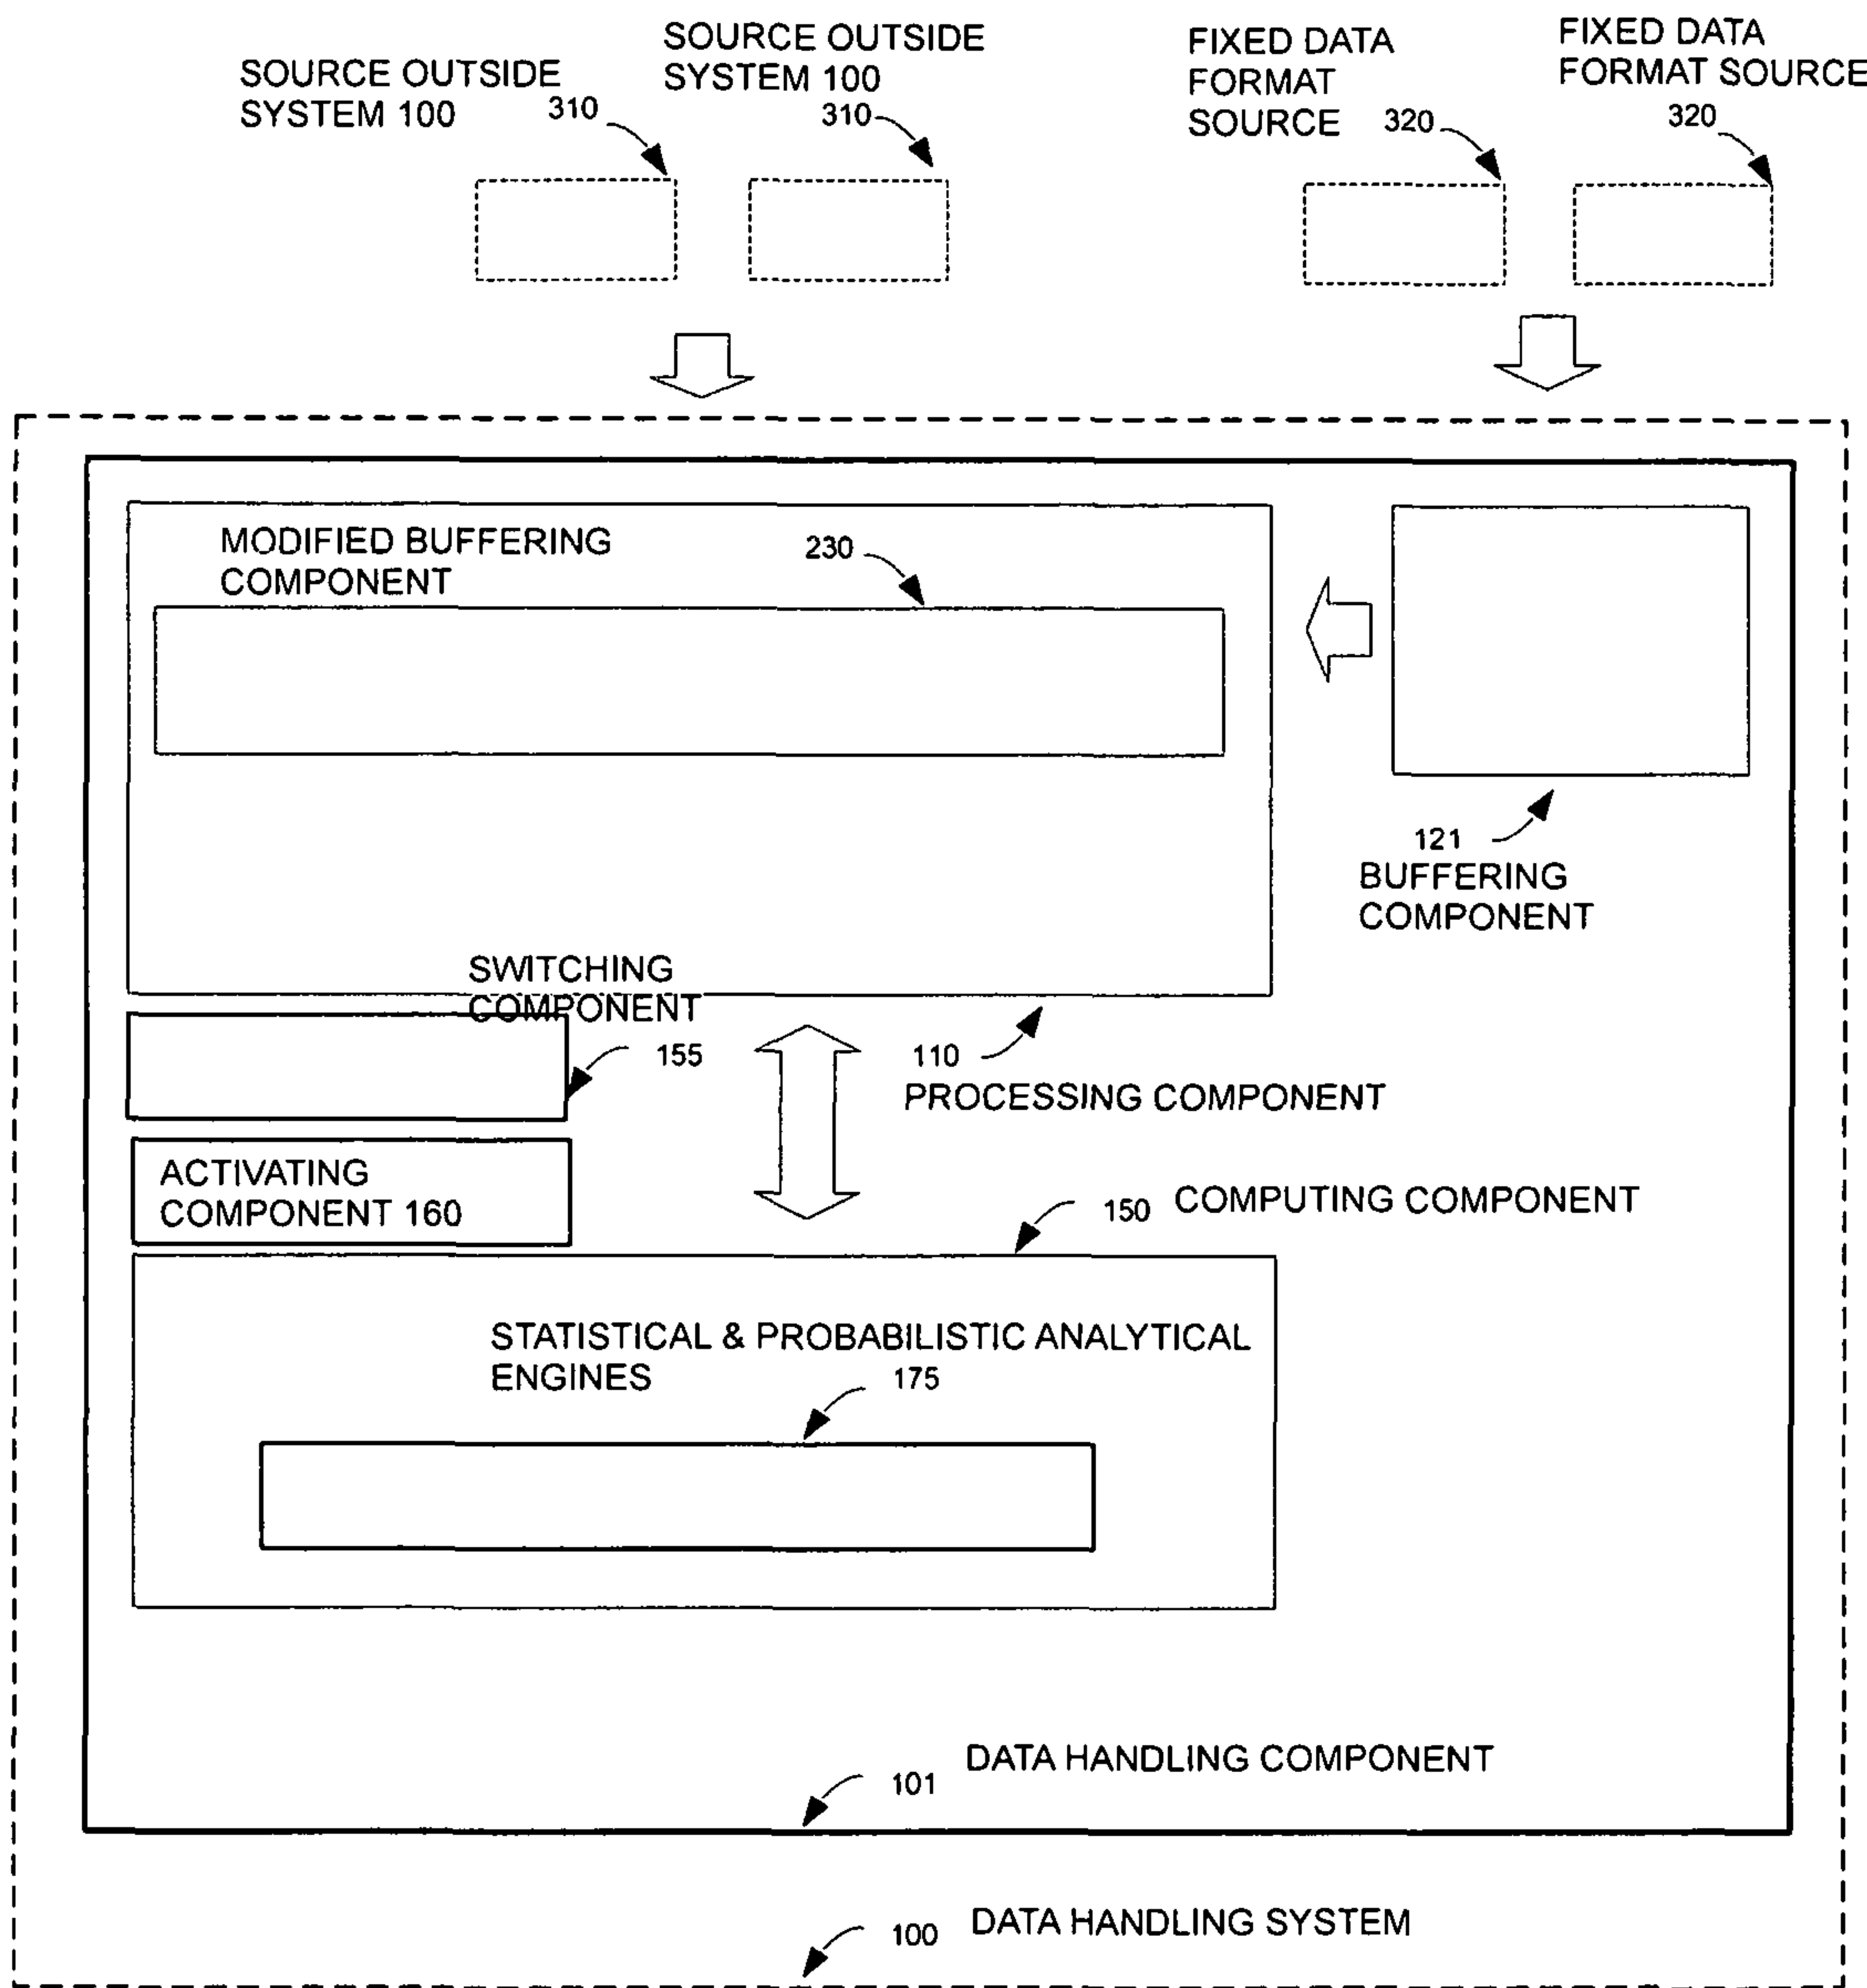 SOURCE OUTSIDE
SYSTEM 100
310
SOURCE OUTSIDE
SYSTEM 100
310
FIXED DATA
FORMAT
SOURCE
320
FIXED DATA
FORMAT SOURCE
320
MODIFIED BUFFERING
COMPONENT
230
121
BUFFERING
COMPONENT
SWITCHING
COMPONENT
155
110
PROCESSING COMPONENT
ACTIVATING
COMPONENT 160
150 COMPUTING COMPONENT
STATISTICAL & PROBABILISTIC ANALYTICAL
ENGINES
175
DATA HANDLING COMPONENT
101
100 DATA HANDLING SYSTEM